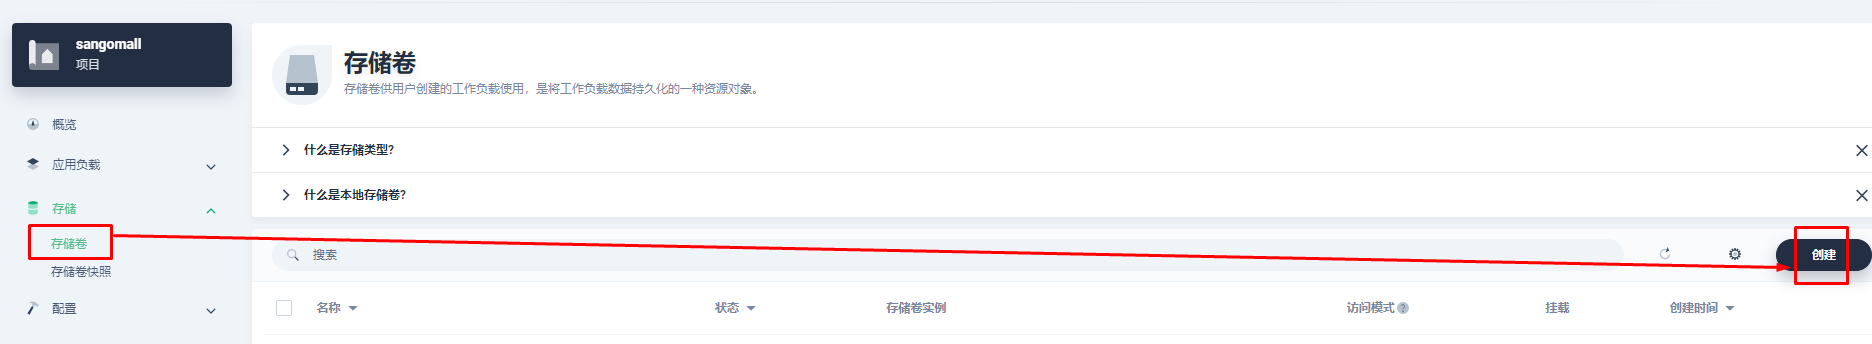 sangomall
项目
概览
应用负载
存储
存储卷
存储卷快照
配置
存储卷
存储卷供用户创建的工作负载使用，是将工作负载数据持久化的一种资源对象。
什么是存储类型?
什么是本地存储卷?
搜索
创建
名称 状态 存储卷实例 访问模式 ? 挂载 创建时间